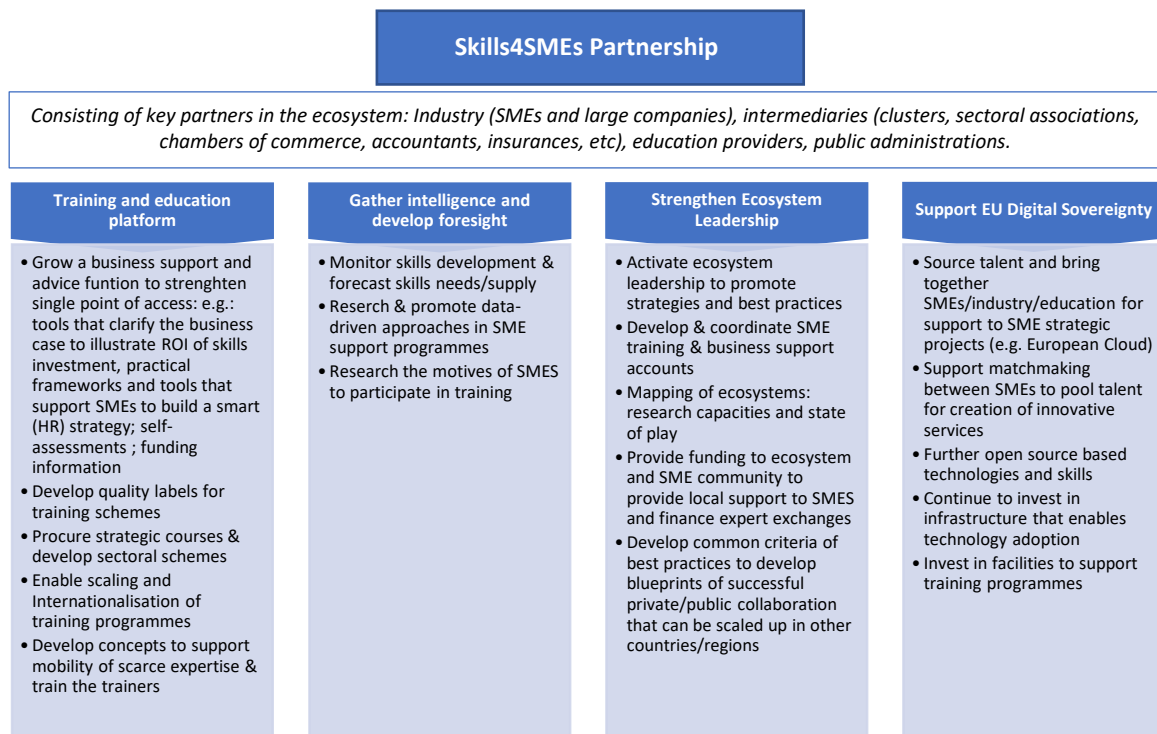 Skills4SMEs Partnership
Consisting of key partners in the ecosystem: Industry (SMEs and large companies), intermediaries (clusters, sectoral associations,
chambers of commerce, accountants, insurances, etc), education providers, public administrations.
Training and education
platform
• Grow a business support and
advice funtion to strenghten
single point of access: e.g.:
tools that clarify the business
case to illustrate ROI of skills
investment, practical
frameworks and tools that
support SMEs to build a smart
(HR) strategy; self-
assessments ; funding
information
• Develop quality labels for
training schemes
• Procure strategic courses &
develop sectoral schemes
• Enable scaling and
Internationalisation of
training programmes
• Develop concepts to support
mobility of scarce expertise &
train the trainers
Gather intelligence and
develop foresight
• Monitor skills development &
forecast skills needs/supply
• Reserch & promote data-
driven approaches in SME
support programmes
• Research the motives of SMES
to participate in training
Strengthen Ecosystem
Leadership
• Activate ecosystem
leadership to promote
strategies and best practices
• Develop & coordinate SME
training & business support
accounts
• Mapping of ecosystems:
research capacities and state
of play
• Provide funding to ecosystem
and SME community to
provide local support to SMES
and finance expert exchanges
• Develop common criteria of
best practices to develop
blueprints of successful
private/public collaboration
that can be scaled up in other
countries/regions
Support EU Digital Sovereignty
• Source talent and bring
together
SMEs/industry/education for
support to SME strategic
projects (e.g. European Cloud)
• Support matchmaking
between SMEs to pool talent
for creation of innovative
services
• Further open source based
technologies and skills
• Continue to invest in
infrastructure that enables
technology adoption
• Invest in facilities to support
training programmes